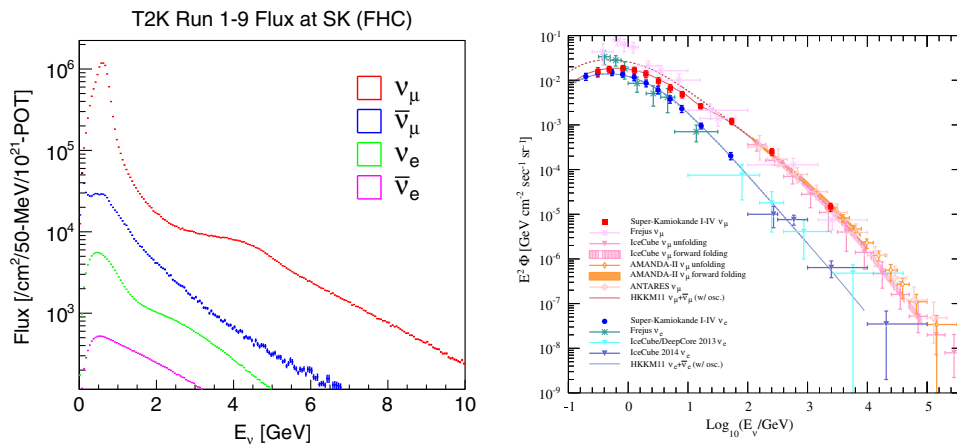 T2K Run 1-9 Flux at SK (FHC)
Flux [/cm²/50-MeV/10²¹-POT]
10⁶
10⁵
10⁴
10³
ν_μ
ν̄_μ
ν_e
ν̄_e
0 2 4 6 8 10
E_ν [GeV]
E² Φ [GeV cm⁻² sec⁻¹ sr⁻¹]
10⁻¹
10⁻²
10⁻³
10⁻⁴
10⁻⁵
10⁻⁶
10⁻⁷
10⁻⁸
10⁻⁹
Super-Kamiokande I-IV ν_μ
Frejus ν_μ
IceCube ν_μ unfolding
IceCube ν_μ forward folding
AMANDA-II ν_μ unfolding
AMANDA-II ν_μ forward folding
ANTARES ν_μ
HKKM11 ν_μ+ν̄_μ (w/ osc.)
Super-Kamiokande I-IV ν_e
Frejus ν_e
IceCube/DeepCore 2013 ν_e
IceCube 2014 ν_e
HKKM11 ν_e+ν̄_e (w/ osc.)
-1 0 1 2 3 4 5
Log₁₀(E_ν/GeV)